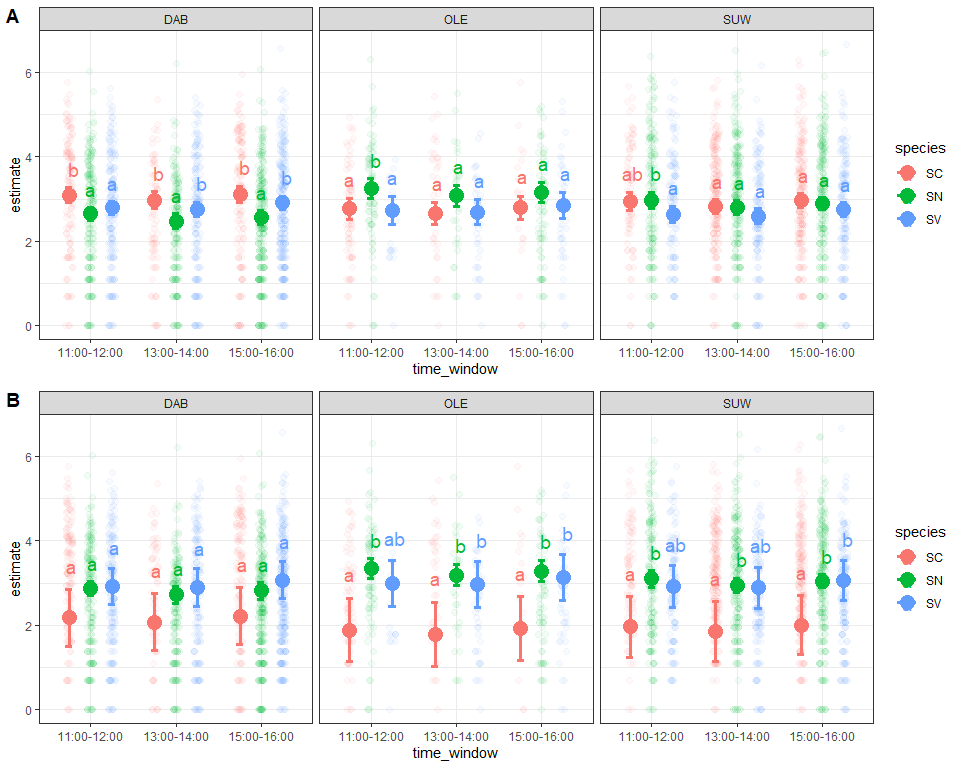 A
DAB OLE SUW
6
4
2
0
estimate
b a a b a b b a b
a b a a a a a a a
ab b a a a a a a a
11:00-12:00 13:00-14:00 15:00-16:00 11:00-12:00 13:00-14:00 15:00-16:00 11:00-12:00 13:00-14:00 15:00-16:00
time_window
species
SC
SN
SV
B
DAB OLE SUW
6
4
2
0
estimate
a a a a a a a a a
a b ab a b b a b b
a b ab a b ab a b b
11:00-12:00 13:00-14:00 15:00-16:00 11:00-12:00 13:00-14:00 15:00-16:00 11:00-12:00 13:00-14:00 15:00-16:00
time_window
species
SC
SN
SV